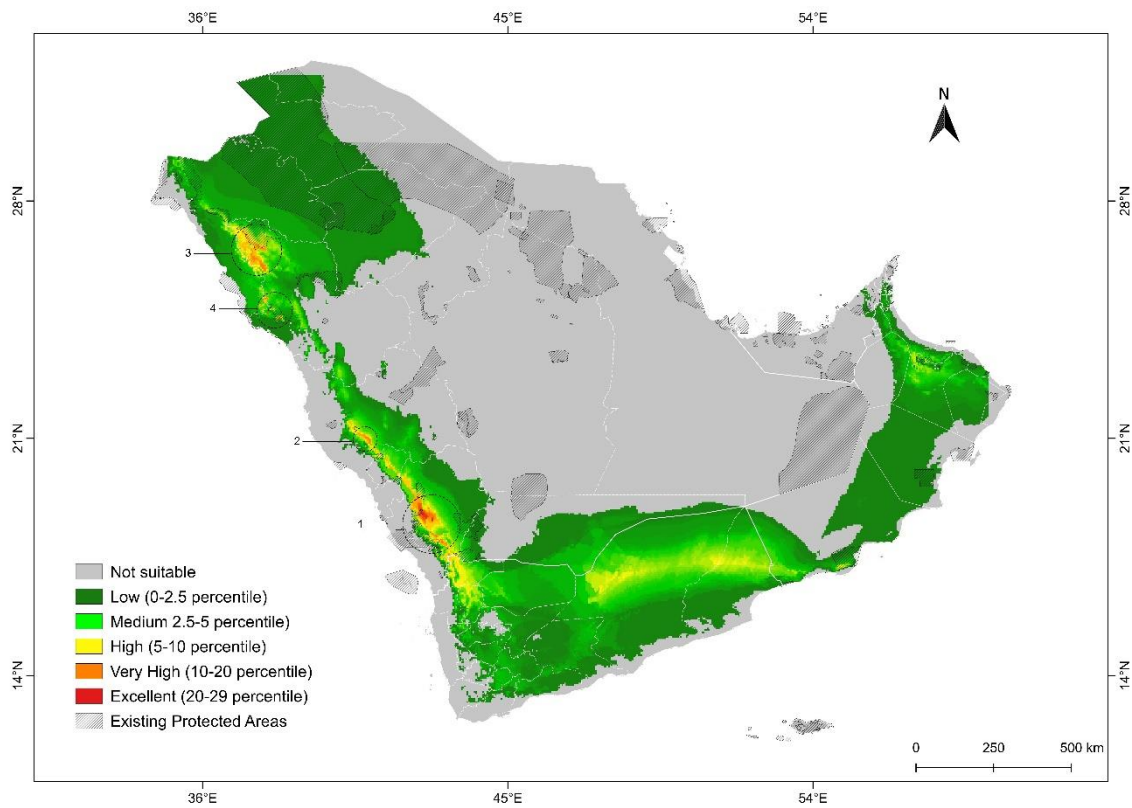 36°E 45°E 54°E
N
28°N 28°N
3
4
21°N 21°N
2
1
Not suitable
Low (0-2.5 percentile)
Medium 2.5-5 percentile)
High (5-10 percentile)
Very High (10-20 percentile)
14°N 14°N
Excellent (20-29 percentile)
Existing Protected Areas
0 250 500 km
36°E 45°E 54°E